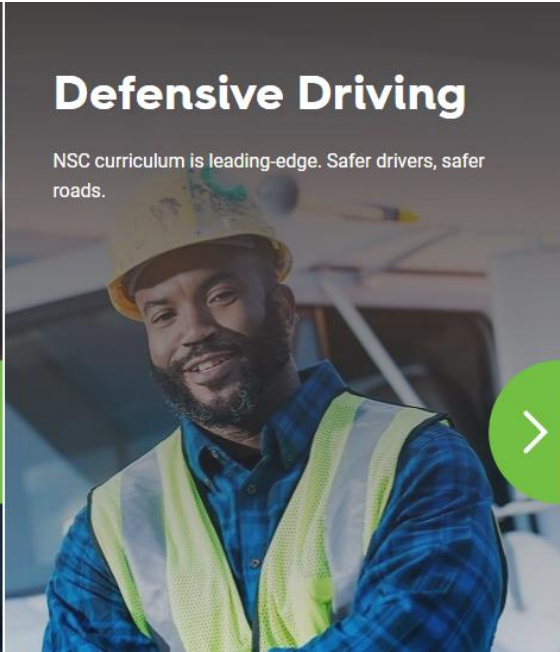 Defensive Driving
NSC curriculum is leading-edge. Safer drivers, safer
roads.